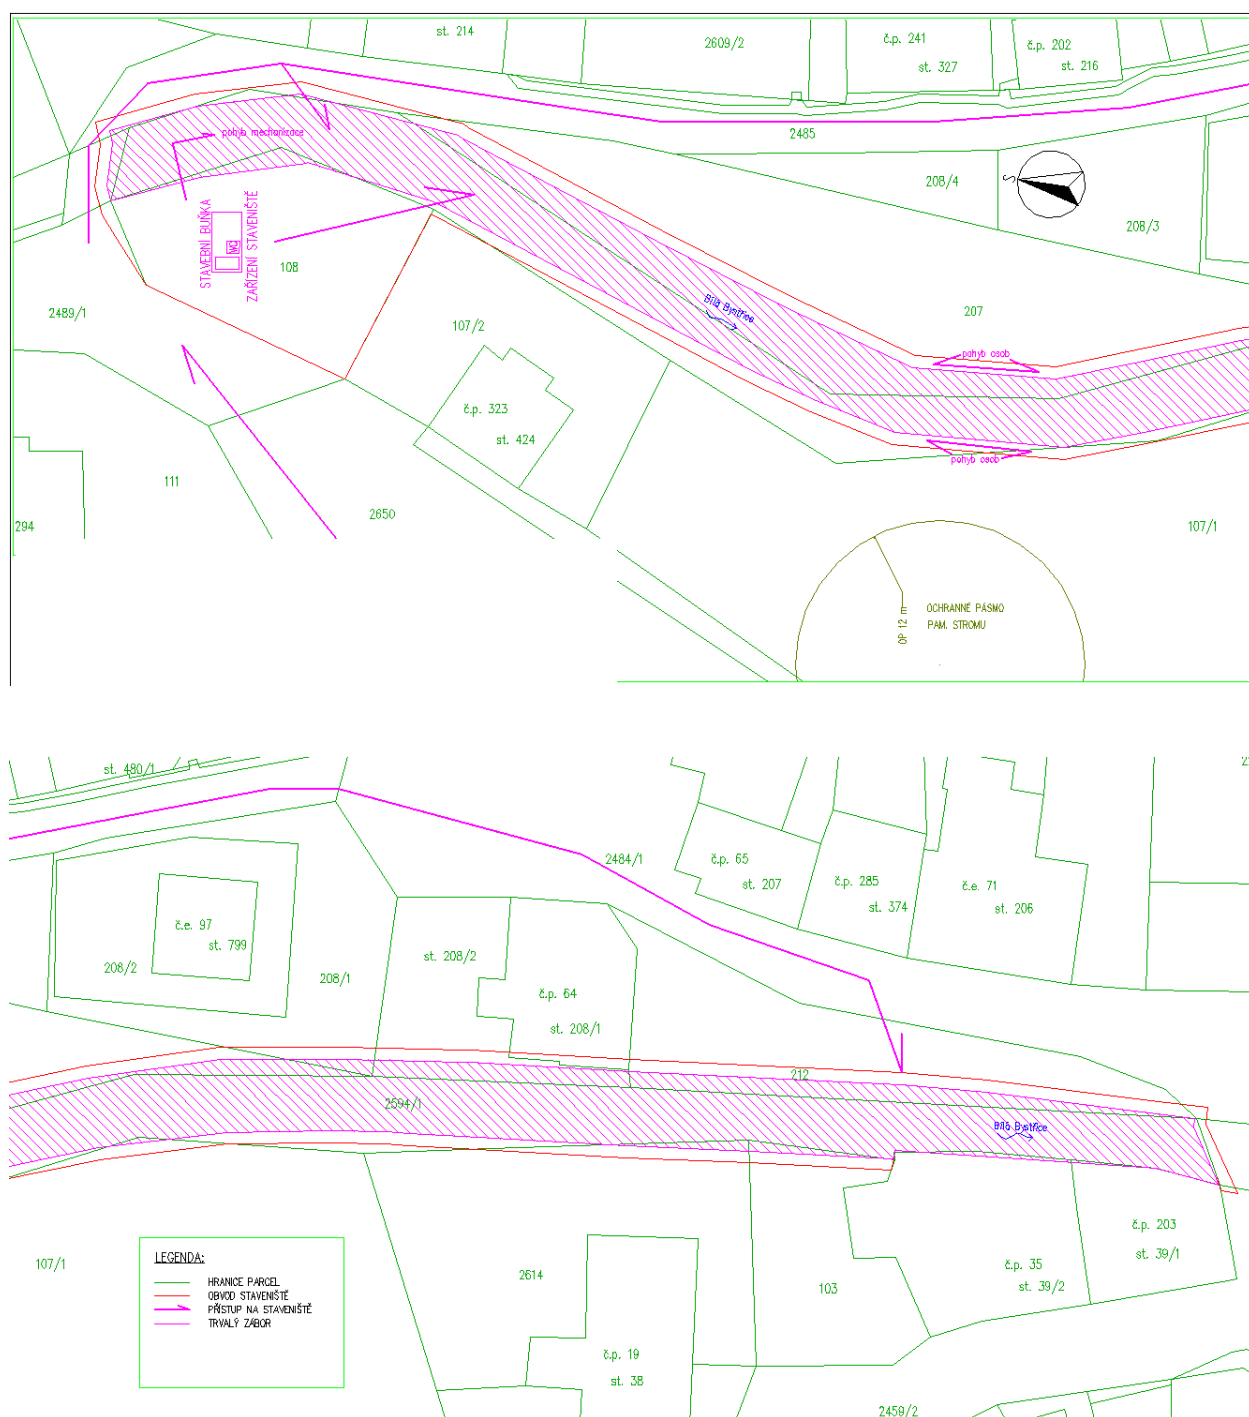 st. 214
2609/2
č.p. 241
st. 327
č.p. 202
st. 216
2485
pohyb mechanizace
208/4
S
208/3
STAVEBNÍ BUŇKA
WC
ZAŘÍZENÍ STAVENIŠTĚ
108
2489/1
107/2
Bílá Bystřice
207
pohyb osob
č.p. 323
st. 424
pohyb osob
111
2650
294
107/1
OP 12 m
OCHRANNÉ PÁSMO
PAM. STROMU
st. 480/1
2484/1
č.p. 65
st. 207
č.p. 285
st. 374
č.e. 71
st. 206
č.e. 97
st. 799
208/2
208/1
st. 208/2
č.p. 64
st. 208/1
212
2594/1
Bílá Bystřice
107/1
LEGENDA:
HRANICE PARCEL
OBVOD STAVENIŠTĚ
PŘÍSTUP NA STAVENIŠTĚ
TRVALÝ ZÁBOR
2614
103
č.p. 203
st. 39/1
č.p. 35
st. 39/2
č.p. 19
st. 38
2459/2